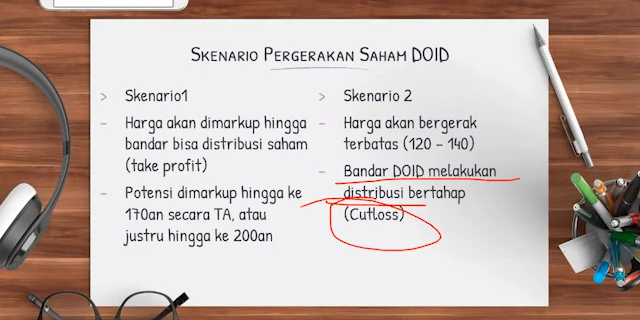 SKENARIO PERGERAKAN SAHAM DOID
> Skenario1
- Harga akan dimarkup hingga
bandar bisa distribusi saham
(take profit)
- Potensi dimarkup hingga ke
170an secara TA, atau
justru hingga ke 200an
> Skenario 2
- Harga akan bergerak
terbatas (120 - 140)
- Bandar DOID melakukan
distribusi bertahap
(Cutloss)